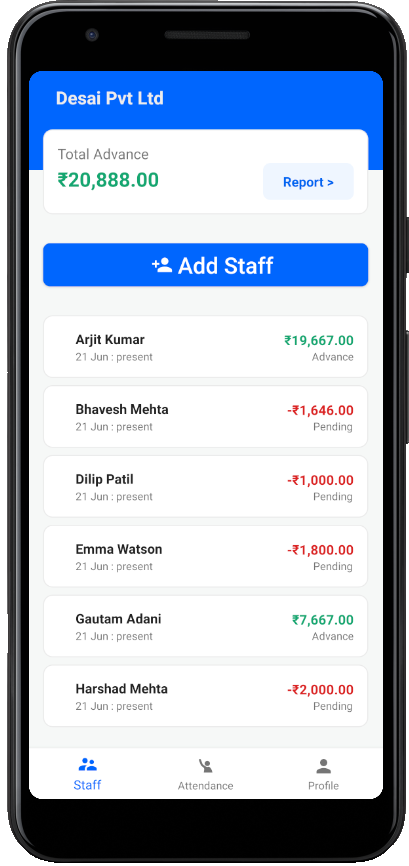 Desai Pvt Ltd
Total Advance
₹20,888.00
Report >
Add Staff
Arjit Kumar
₹19,667.00
21 Jun : present
Advance
Bhavesh Mehta
-₹1,646.00
21 Jun : present
Pending
Dilip Patil
-₹1,000.00
21 Jun : present
Pending
Emma Watson
-₹1,800.00
21 Jun : present
Pending
Gautam Adani
₹7,667.00
21 Jun : present
Advance
Harshad Mehta
-₹2,000.00
21 Jun : present
Pending
Staff
Attendance
Profile